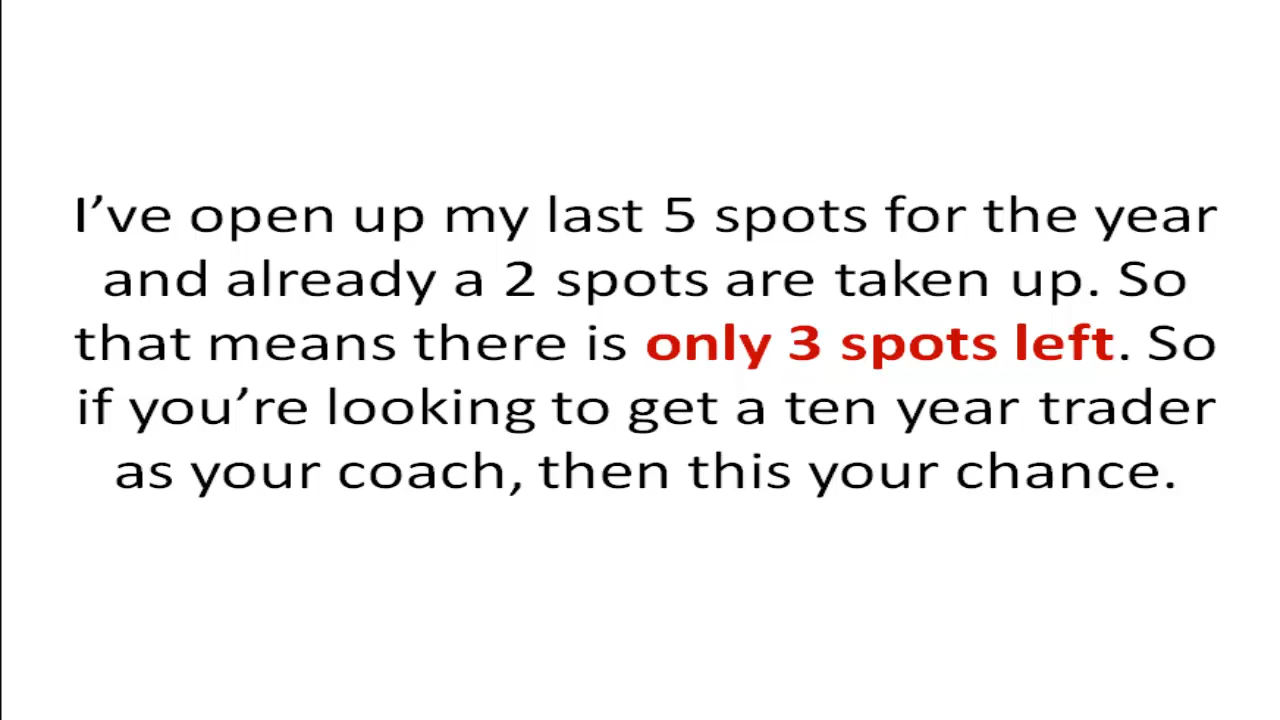 I’ve open up my last 5 spots for the year
and already a 2 spots are taken up. So
that means there is only 3 spots left. So
if you’re looking to get a ten year trader
as your coach, then this your chance.